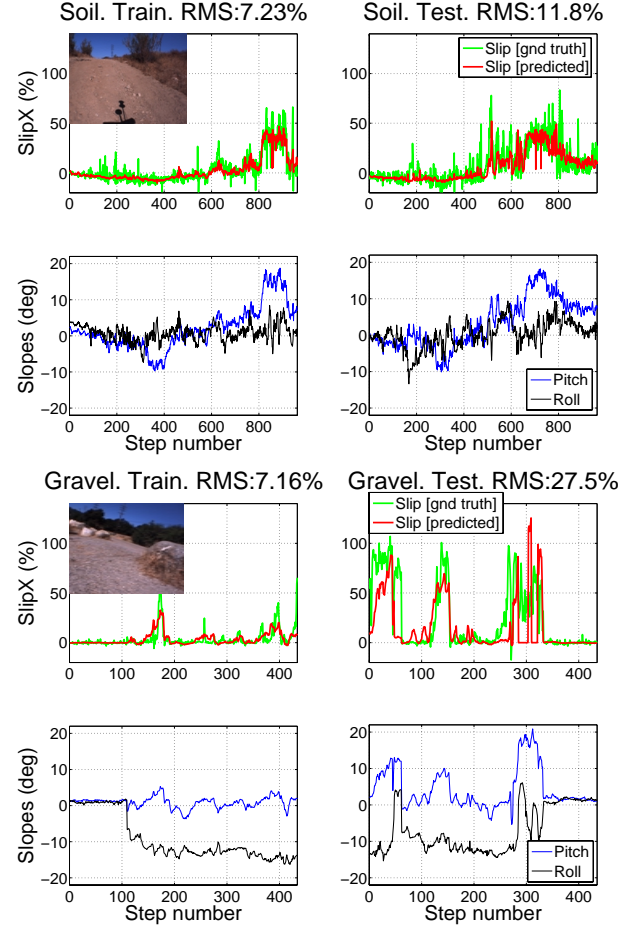 Soil. Train. RMS:7.23%
Soil. Test. RMS:11.8%
SlipX (%)
100
50
0
0 200 400 600 800
Slip [gnd truth]
Slip [predicted]
100
50
0
0 200 400 600 800
Slopes (deg)
20
10
0
−10
−20
0 200 400 600 800
Step number
20
10
0
−10
−20
Pitch
Roll
0 200 400 600 800
Step number
Gravel. Train. RMS:7.16%
Gravel. Test. RMS:27.5%
SlipX (%)
100
50
0
0 100 200 300 400
Slip [gnd truth]
Slip [predicted]
100
50
0
0 100 200 300 400
Slopes (deg)
20
10
0
−10
−20
0 100 200 300 400
Step number
20
10
0
−10
−20
Pitch
Roll
0 100 200 300 400
Step number